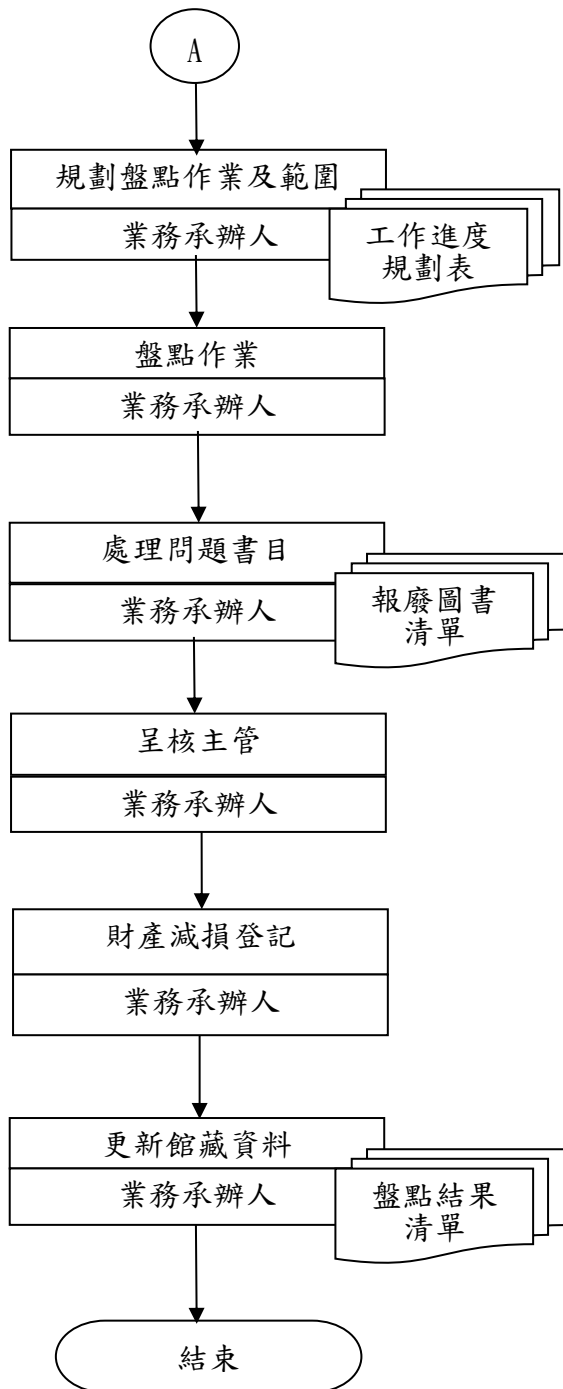 A
規劃盤點作業及範圍
業務承辦人
工作進度
規劃表
盤點作業
業務承辦人
處理問題書目
業務承辦人
報廢圖書
清單
呈核主管
業務承辦人
財產減損登記
業務承辦人
更新館藏資料
業務承辦人
盤點結果
清單
結束